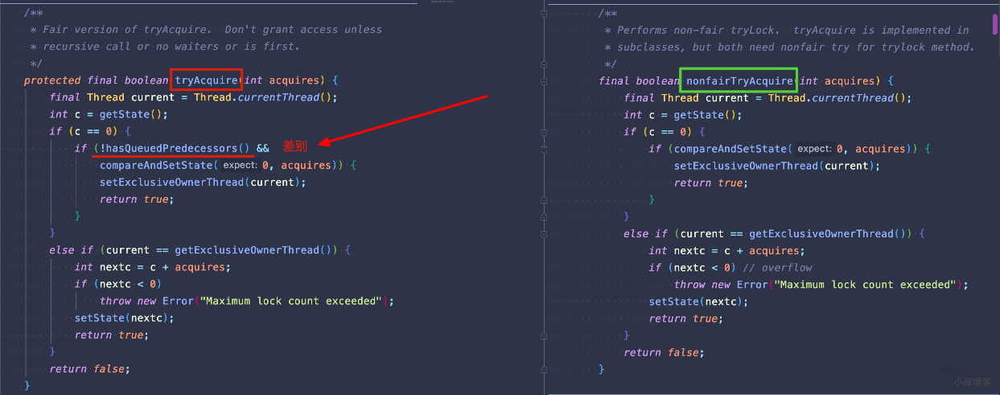 /**
* Fair version of tryAcquire.  Don't grant access unless
* recursive call or no waiters or is first.
*/
protected final boolean tryAcquire(int acquires) {
final Thread current = Thread.currentThread();
int c = getState();
if (c == 0) {
if (!hasQueuedPredecessors() && 差别
compareAndSetState( expect: 0, acquires)) {
setExclusiveOwnerThread(current);
return true;
}
}
else if (current == getExclusiveOwnerThread()) {
int nextc = c + acquires;
if (nextc < 0)
throw new Error("Maximum lock count exceeded");
setState(nextc);
return true;
}
return false;
}
/**
* Performs non-fair tryLock.  tryAcquire is implemented in
* subclasses, but both need nonfair try for trylock method.
*/
final boolean nonfairTryAcquire(int acquires) {
final Thread current = Thread.currentThread();
int c = getState();
if (c == 0) {
if (compareAndSetState( expect: 0, acquires)) {
setExclusiveOwnerThread(current);
return true;
}
}
else if (current == getExclusiveOwnerThread()) {
int nextc = c + acquires;
if (nextc < 0) // overflow
throw new Error("Maximum lock count exceeded");
setState(nextc);
return true;
}
return false;
}
小薛博客